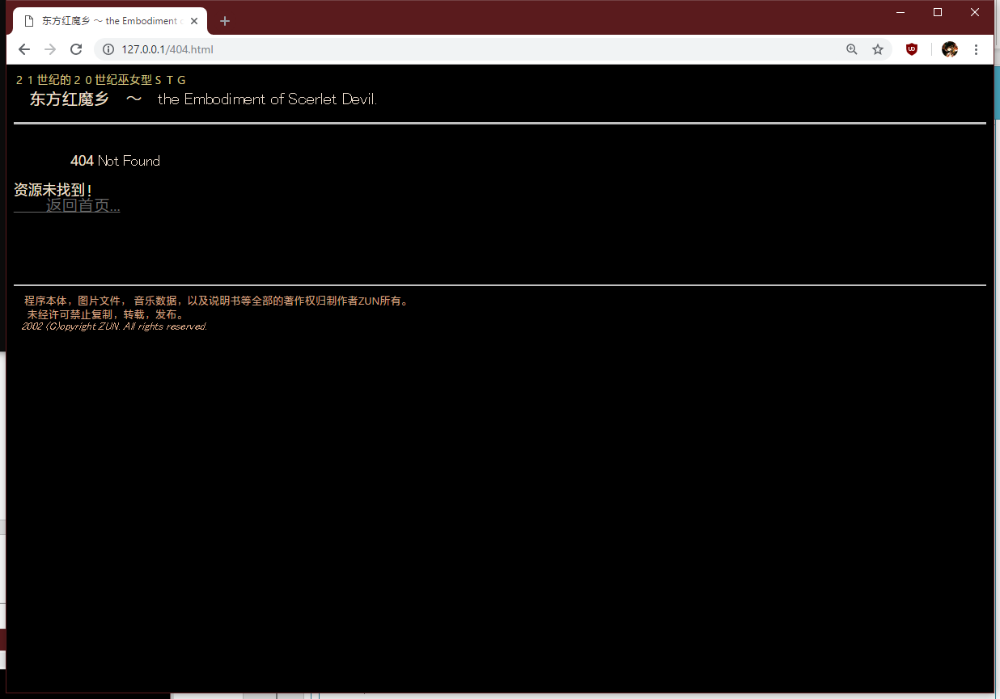 东方红魔乡 ～ the Embodiment
127.0.0.1/404.html
２１世纪的２０世纪巫女型ＳＴＧ
东方红魔乡　～　the Embodiment of Scerlet Devil.
404 Not Found
资源未找到！
返回首页...
程序本体，图片文件， 音乐数据，以及说明书等全部的著作权归制作者ZUN所有。
未经许可禁止复制，转载，发布。
2002 (C)opyright ZUN. All rights reserved.